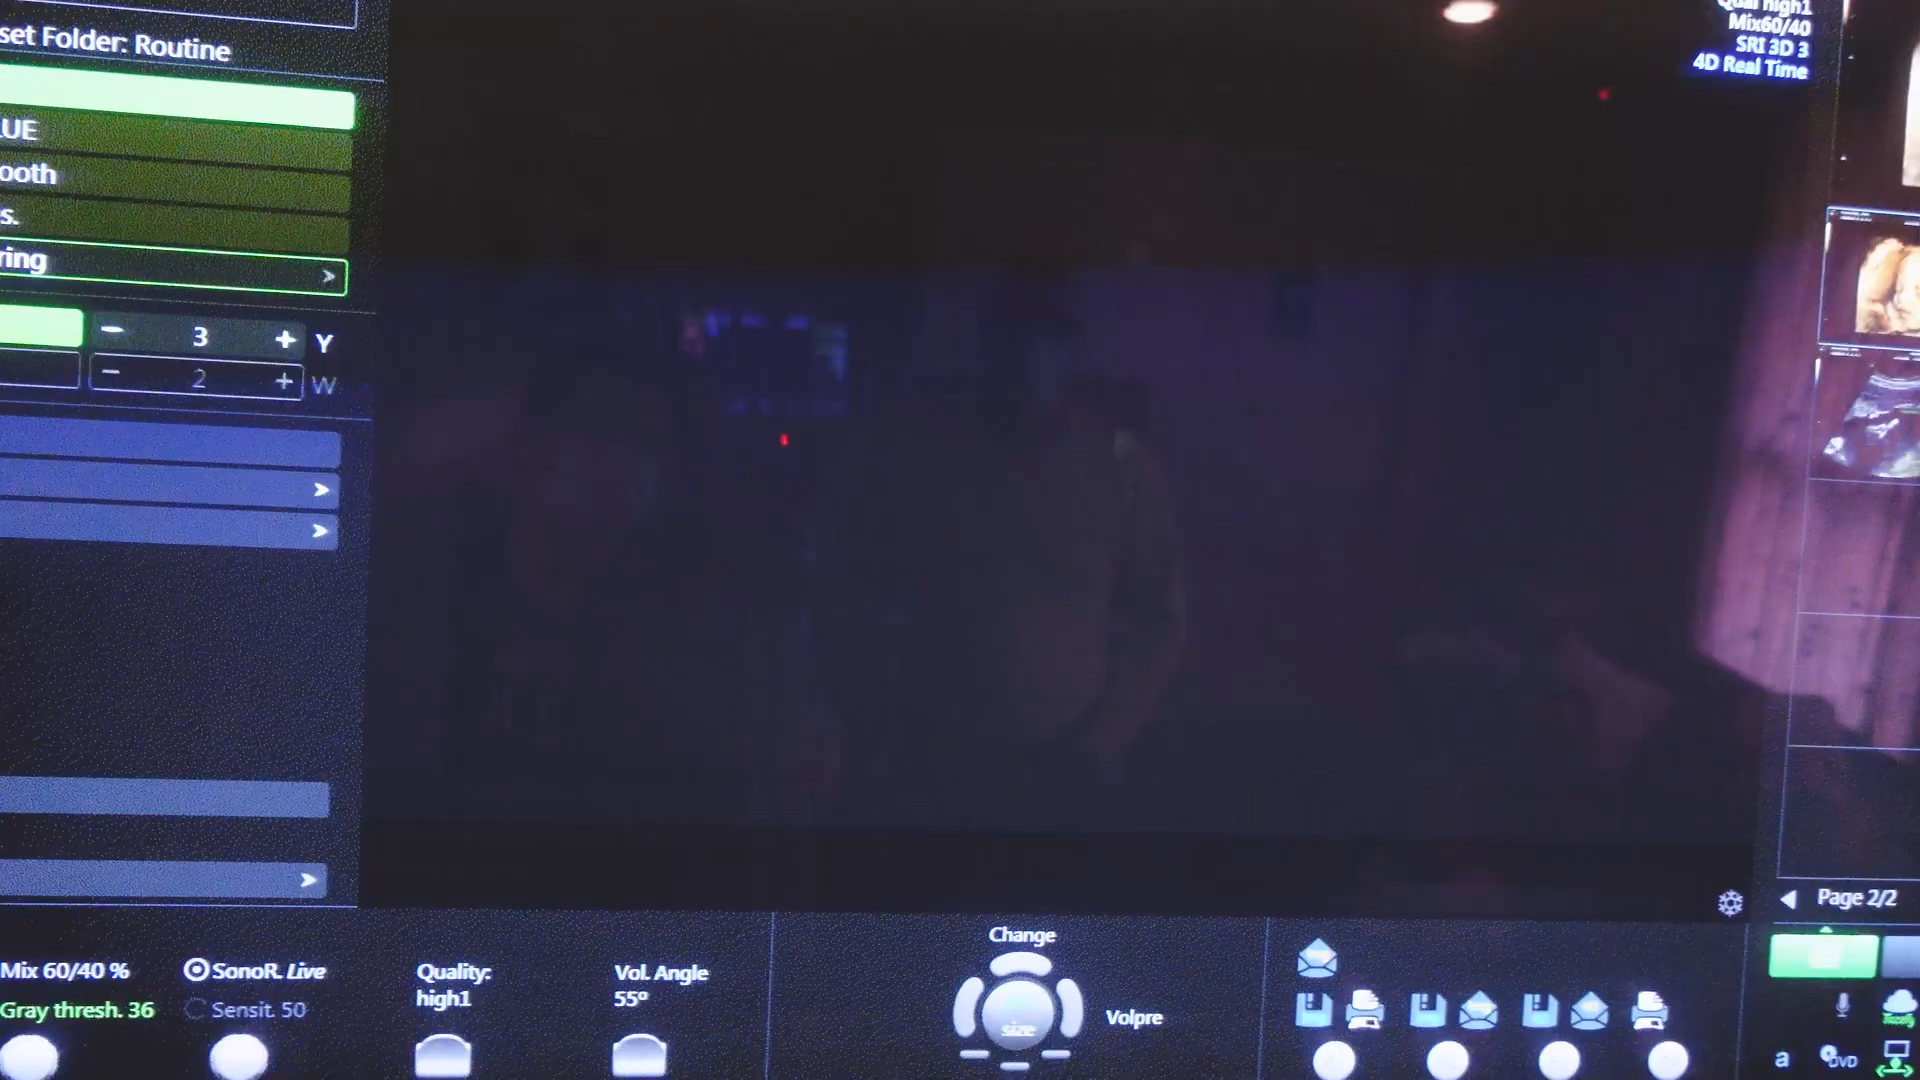 set Folder: Routine
Qual high1
Mix60/40
SRI 3D 3
4D Real Time
LUE
ooth
s.
ring
3
Y
2
W
Page 2/2
Change
Mix 60/40 %
SonoR. Live
Quality:
high1
Vol. Angle
55°
Gray thresh. 36
Sensit. 50
size
Volpre
a
DVD